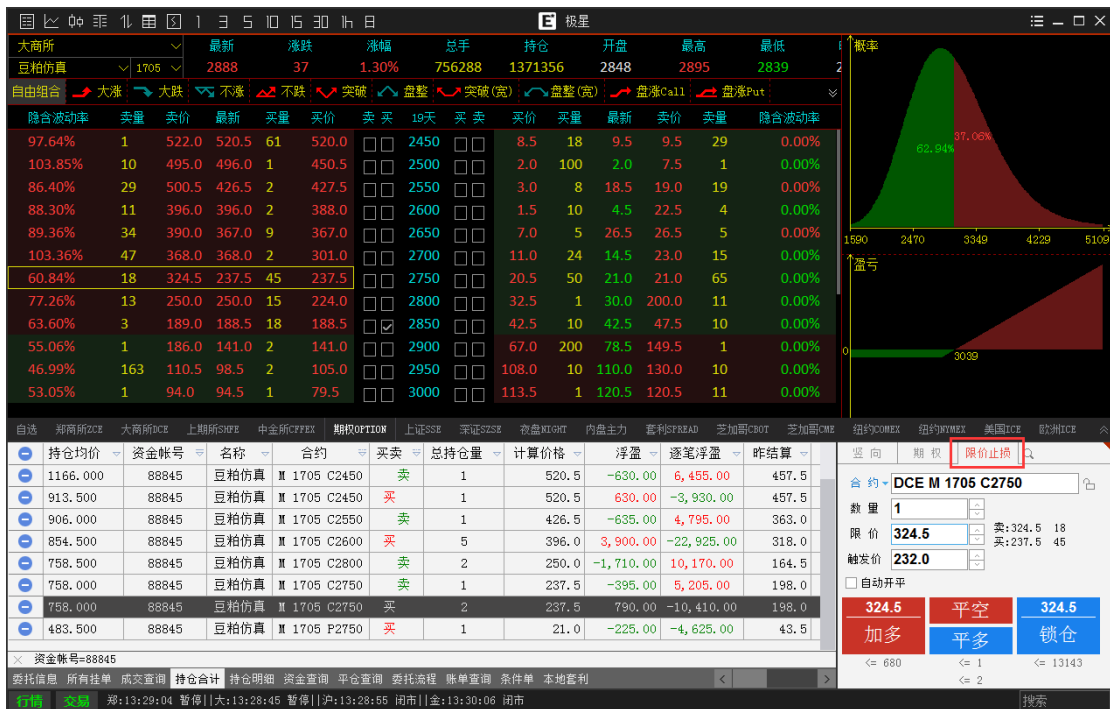 1 3 5 10 15 30 1h 日 极星
大商所 最新 涨跌 涨幅 总手 持仓 开盘 最高 最低
豆粕仿真 1705 2888 37 1.30% 756288 1371356 2848 2895 2839 2
自由组合 大涨 大跌 不涨 不跌 突破 盘整 突破(宽) 盘整(宽) 盘涨Call 盘涨Put
隐含波动率 卖量 卖价 最新 买量 买价 卖 买 19天 买 卖 买价 买量 最新 卖价 卖量 隐含波动率
97.64% 1 522.0 520.5 61 520.0 2450 8.5 18 9.5 9.5 29 0.00%
103.85% 10 495.0 496.0 1 450.5 2500 2.0 100 2.0 7.5 1 0.00%
86.40% 29 500.5 426.5 2 427.5 2550 3.0 8 18.5 19.0 19 0.00%
88.30% 11 396.0 396.0 2 388.0 2600 1.5 10 4.5 22.5 4 0.00%
89.36% 34 390.0 367.0 9 367.0 2650 7.0 5 26.5 26.5 5 0.00%
103.36% 47 368.0 368.0 2 301.0 2700 11.0 24 14.5 23.0 15 0.00%
60.84% 18 324.5 237.5 45 237.5 2750 20.5 50 21.0 21.0 65 0.00%
77.26% 13 250.0 250.0 15 224.0 2800 32.5 1 30.0 200.0 11 0.00%
63.60% 3 189.0 188.5 18 188.5 2850 42.5 10 42.5 47.5 10 0.00%
55.06% 1 186.0 141.0 2 141.0 2900 67.0 200 78.5 149.5 1 0.00%
46.99% 163 110.5 98.5 2 105.0 2950 108.0 10 110.0 130.0 10 0.00%
53.05% 1 94.0 94.5 1 79.5 3000 113.5 1 120.5 120.5 11 0.00%
概率
37.06%
62.94%
1590 2470 3349 4229 5109
盈亏
0 3039
自选 郑商所ZCE 大商所DCE 上期所SHFE 中金所CFFEX 期权OPTION 上证SSE 深证SZSE 夜盘NIGHT 内盘主力 套利SPREAD 芝加哥CBOT 芝加哥CME 纽约COMEX 纽约NYMEX 美国ICE 欧洲ICE
持仓均价 资金帐号 名称 合约 买卖 总持仓量 计算价格 浮盈 逐笔浮盈 昨结算
1166.000 88845 豆粕仿真 M 1705 C2450 卖 1 520.5 -630.00 6,455.00 457.5
913.500 88845 豆粕仿真 M 1705 C2450 买 1 520.5 630.00 -3,930.00 457.5
906.000 88845 豆粕仿真 M 1705 C2550 卖 1 426.5 -635.00 4,795.00 363.0
854.500 88845 豆粕仿真 M 1705 C2600 买 5 396.0 3,900.00 -22,925.00 318.0
758.500 88845 豆粕仿真 M 1705 C2800 卖 2 250.0 -1,710.00 10,170.00 164.5
758.000 88845 豆粕仿真 M 1705 C2750 卖 1 237.5 -395.00 5,205.00 198.0
758.000 88845 豆粕仿真 M 1705 C2750 买 2 237.5 790.00 -10,410.00 198.0
483.500 88845 豆粕仿真 M 1705 P2750 买 1 21.0 -225.00 -4,625.00 43.5
资金帐号=88845
委托信息 所有挂单 成交查询 持仓合计 持仓明细 资金查询 平仓查询 委托流程 账单查询 条件单 本地套利
竖向 期权 限价止损
合约 DCE M 1705 C2750
数量 1
限价 324.5 卖:324.5 18
买:237.5 45
触发价 232.0
自动开平
324.5 加多 平空 平多 324.5 锁仓
<= 680 <= 1 <= 13143
<= 2
行情 交易 郑:13:29:04 暂停||大:13:28:45 暂停||沪:13:28:55 闭市||金:13:30:06 闭市 搜索